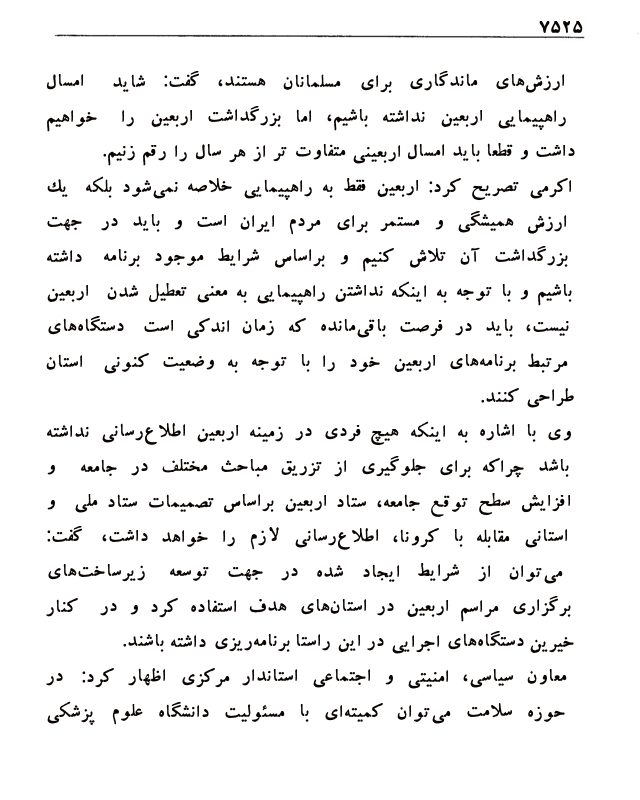 ۷۵۲۵
ارزش‌های ماندگاری برای مسلمانان هستند، گفت: شاید امسال
راهپیمایی اربعین نداشته باشیم، اما بزرگداشت اربعین را خواهیم
داشت و قطعا باید امسال اربعینی متفاوت تر از هر سال را رقم زنیم.
اکرمی تصریح کرد: اربعین فقط به راهپیمایی خلاصه نمی‌شود بلکه یك
ارزش همیشگی و مستمر برای مردم ایران است و باید در جهت
بزرگداشت آن تلاش کنیم و براساس شرایط موجود برنامه داشته
باشیم و با توجه به اینکه نداشتن راهپیمایی به معنی تعطیل شدن اربعین
نیست، باید در فرصت باقی‌مانده که زمان اندکی است دستگاه‌های
مرتبط برنامه‌های اربعین خود را با توجه به وضعیت کنونی استان
طراحی کنند.
وی با اشاره به اینکه هیچ فردی در زمینه اربعین اطلاع‌رسانی نداشته
باشد چراکه برای جلوگیری از تزریق مباحث مختلف در جامعه و
افزایش سطح توقع جامعه، ستاد اربعین براساس تصمیمات ستاد ملی و
استانی مقابله با کرونا، اطلاع‌رسانی لازم را خواهد داشت، گفت:
می‌توان از شرایط ایجاد شده در جهت توسعه زیرساخت‌های
برگزاری مراسم اربعین در استان‌های هدف استفاده کرد و در کنار
خیرین دستگاه‌های اجرایی در این راستا برنامه‌ریزی داشته باشند.
معاون سیاسی، امنیتی و اجتماعی استاندار مرکزی اظهار کرد: در
حوزه سلامت می‌توان کمیته‌ای با مسئولیت دانشگاه علوم پزشکی